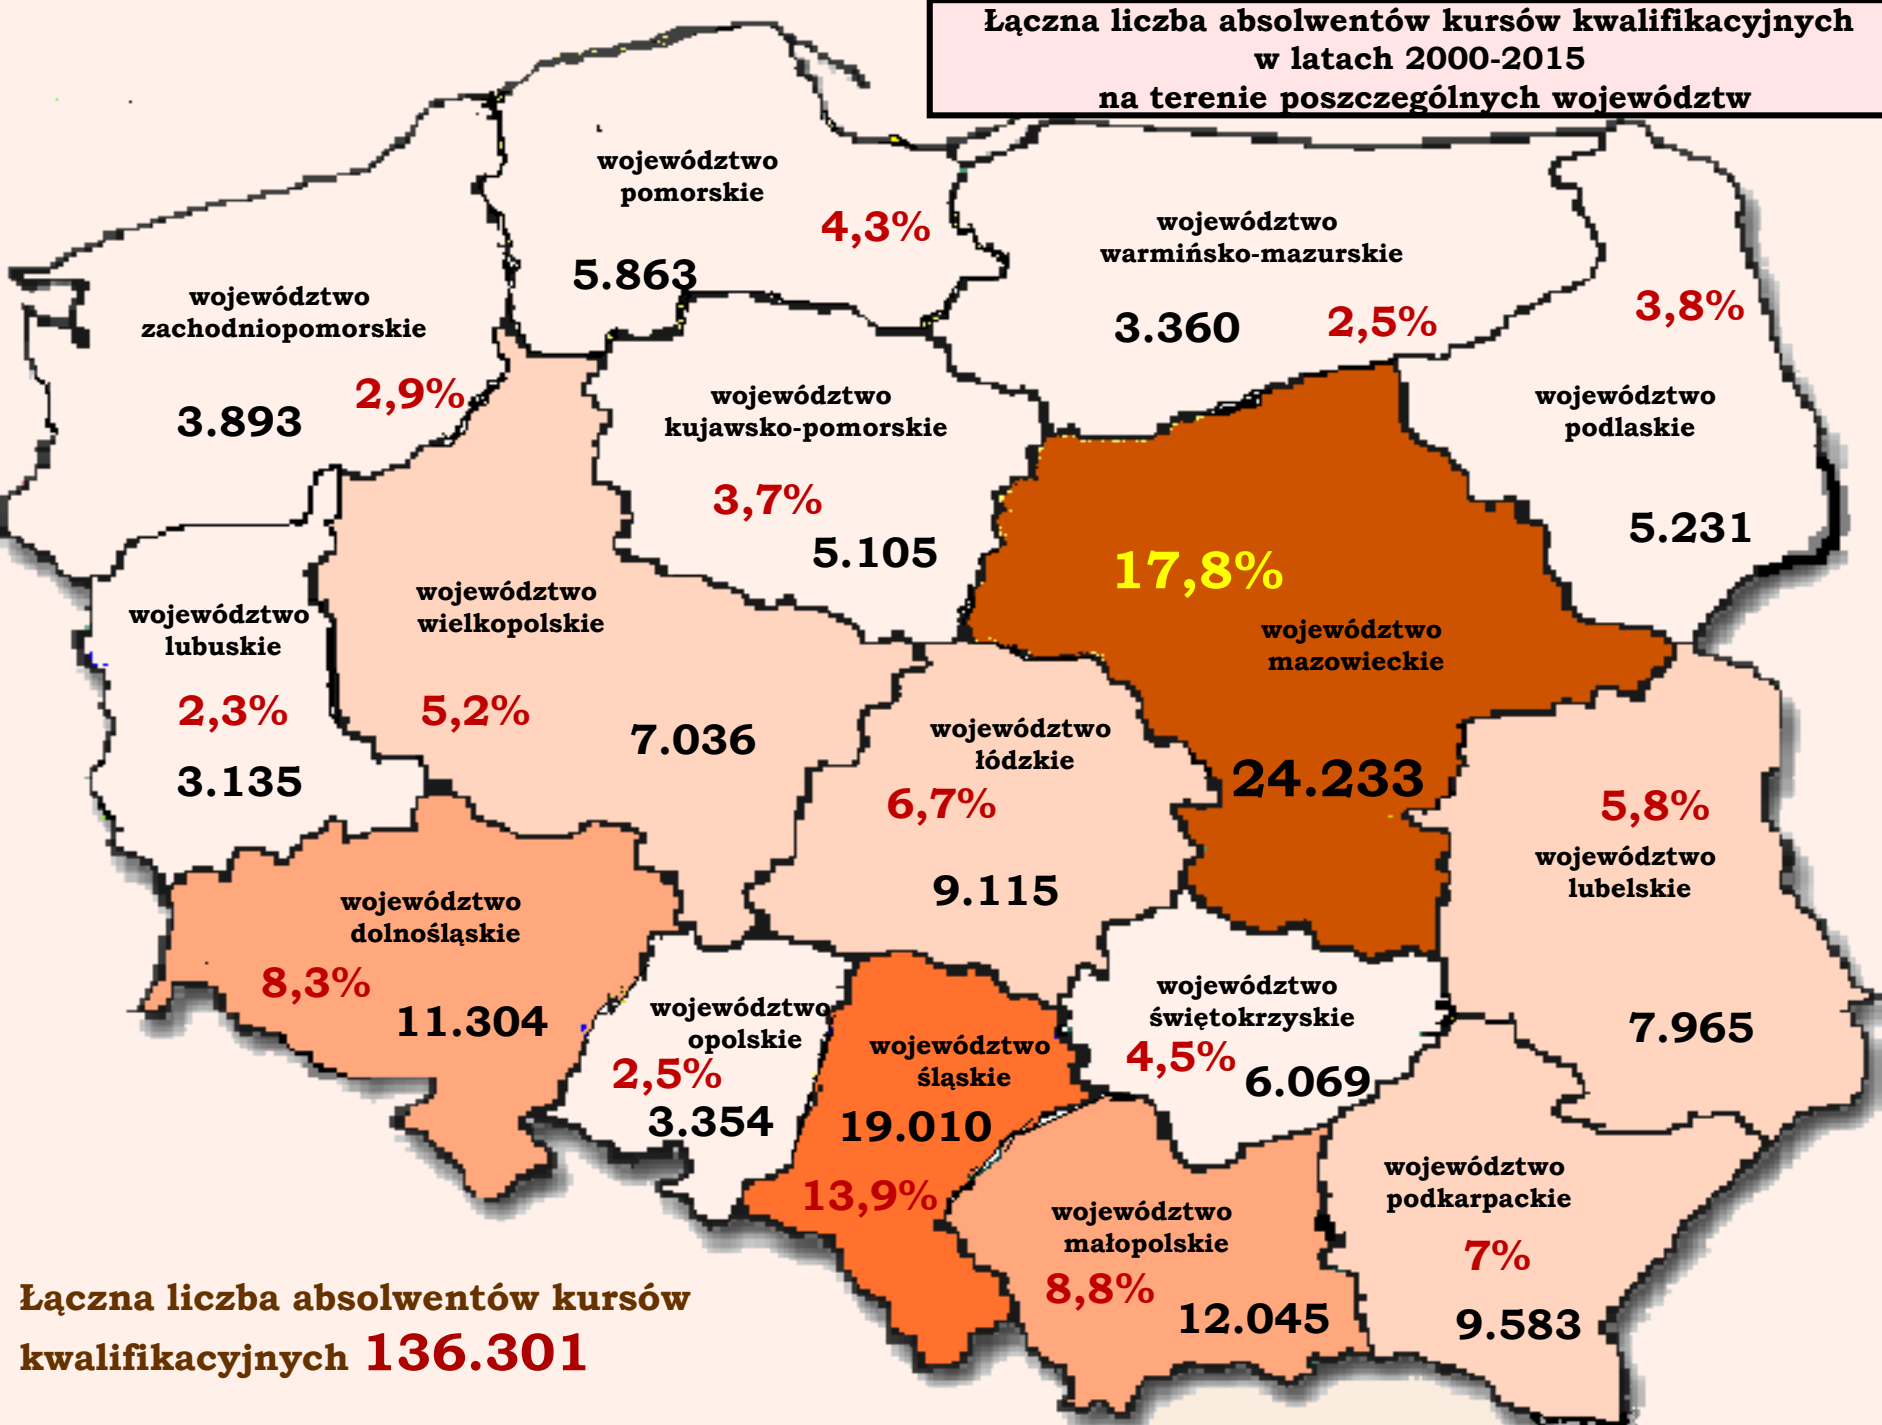 Łączna liczba absolwentów kursów kwalifikacyjnych
w latach 2000-2015
na terenie poszczególnych województw
województwo
pomorskie
4,3%
5.863
województwo
warmińsko-mazurskie
3.360
2,5%
województwo
zachodniopomorskie
2,9%
3.893
3,8%
województwo
podlaskie
5.231
województwo
kujawsko-pomorskie
3,7%
5.105
17,8%
województwo
mazowieckie
24.233
województwo
lubuskie
2,3%
3.135
województwo
wielkopolskie
5,2%
7.036
województwo
łódzkie
6,7%
9.115
5,8%
województwo
lubelskie
7.965
województwo
dolnośląskie
8,3%
11.304
województwo
opolskie
2,5%
3.354
województwo
śląskie
19.010
13,9%
województwo
świętokrzyskie
4,5%
6.069
województwo
małopolskie
8,8%
12.045
województwo
podkarpackie
7%
9.583
Łączna liczba absolwentów kursów
kwalifikacyjnych 136.301